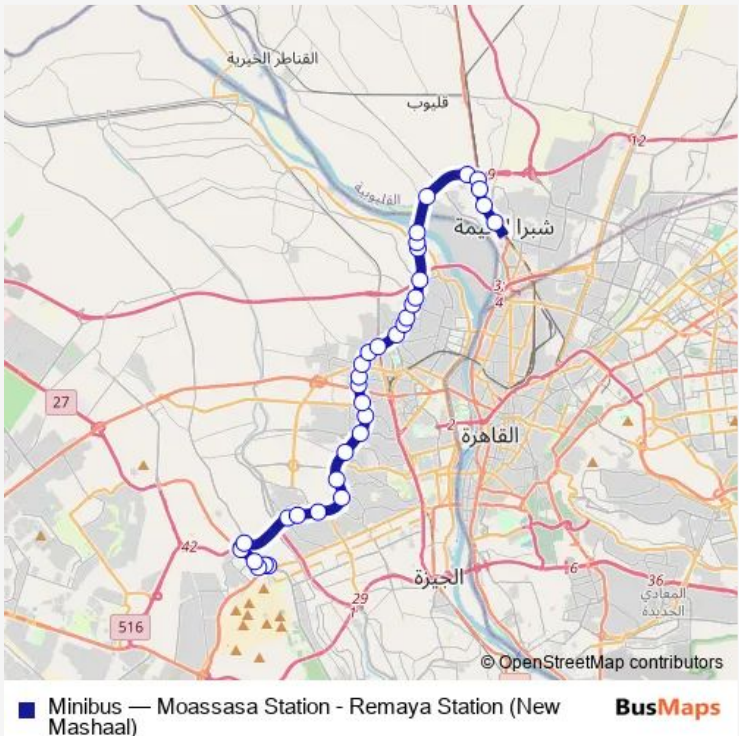 القناطر الخيرية
قليوب
12
9
القليوبية
شبرا الخيمة
3;
4
27
2
القاهرة
42
6
الجيزة
36
29
1
المعادي
الجديدة
516
© OpenStreetMap contributors
Minibus — Moassasa Station - Remaya Station (New
Mashaal)
BusMaps